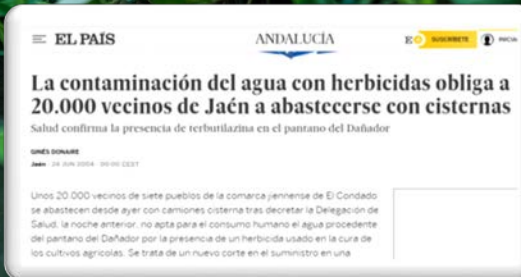 EL PAÍS
ANDALUCÍA
SUSCRÍBETE
La contaminación del agua con herbicidas obliga a
20.000 vecinos de Jaén a abastecerse con cisternas
Salud confirma la presencia de terbutilazina en el pantano del Dañador
GINÉS DONAIRE
Jaén - 24 JUN 2004 - 00:00 CEST
Unos 20.000 vecinos de siete pueblos de la comarca jiennense de El Condado
se abastecen desde ayer con camiones cisterna tras decretar la Delegación de
Salud, la noche anterior, no apta para el consumo humano el agua procedente
del pantano del Dañador por la presencia de un herbicida usado en la cura de
los cultivos agrícolas. Se trata de un nuevo corte en el suministro en una